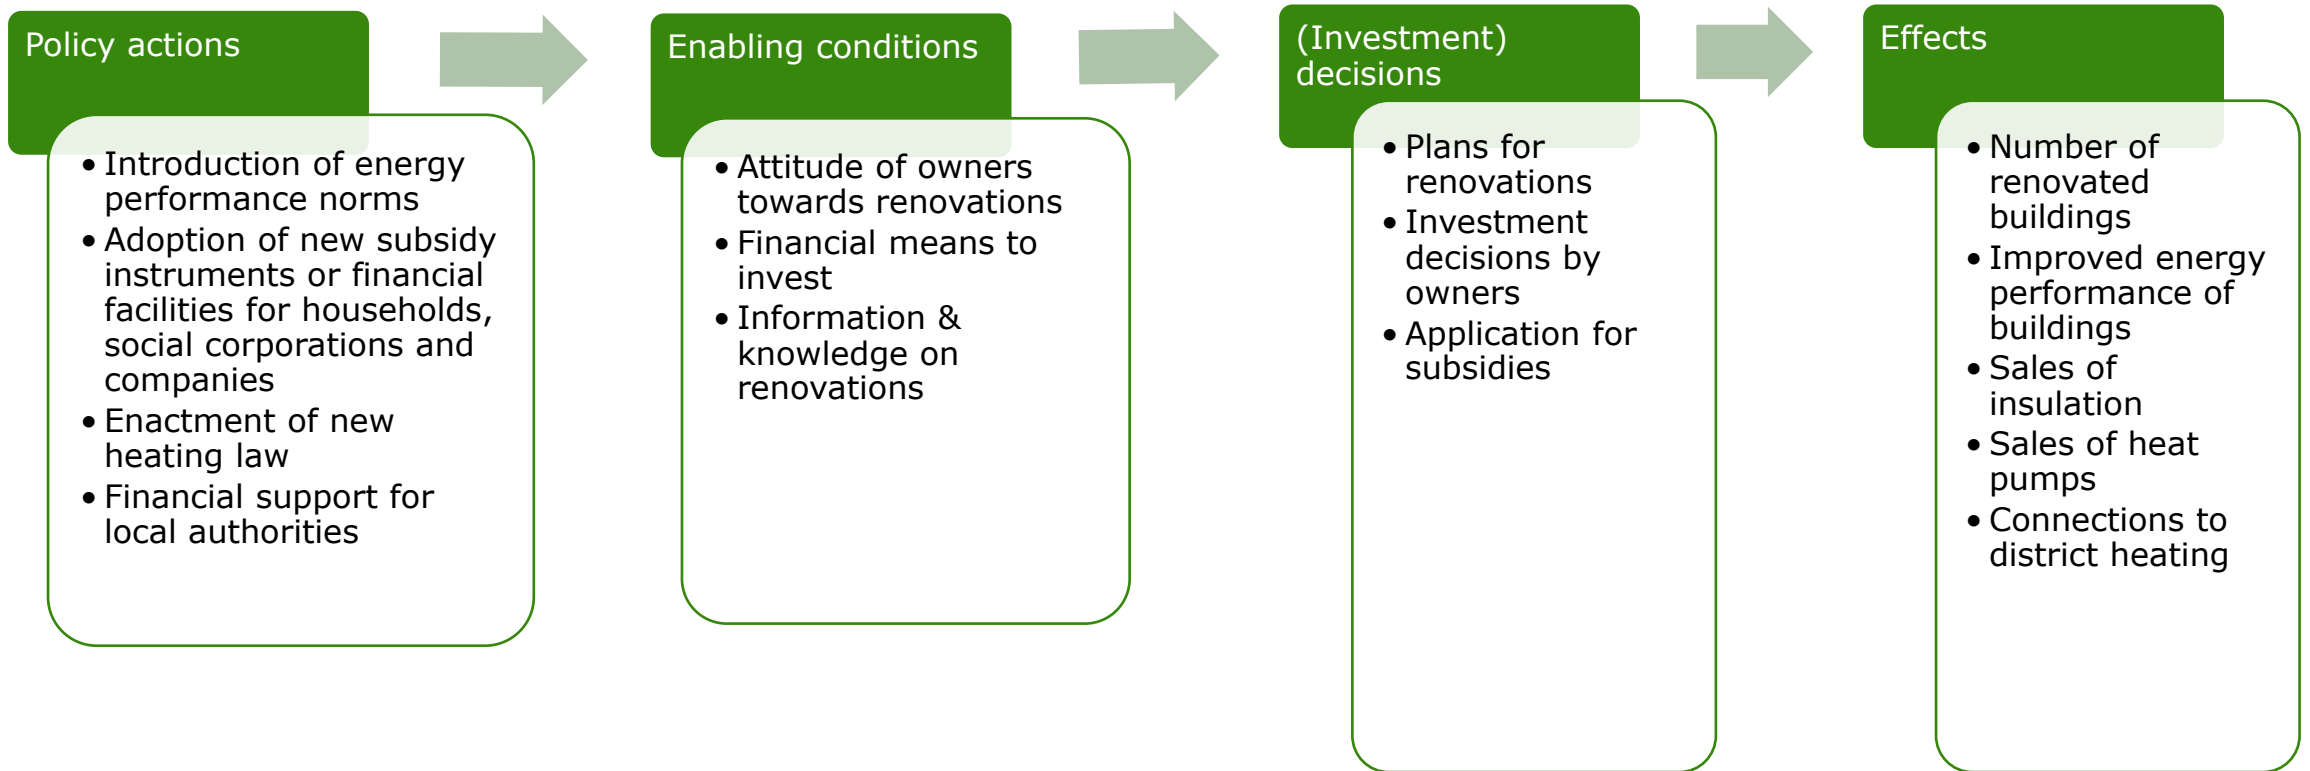 Policy actions
• Introduction of energy
performance norms
• Adoption of new subsidy
instruments or financial
facilities for households,
social corporations and
companies
• Enactment of new
heating law
• Financial support for
local authorities
Enabling conditions
• Attitude of owners
towards renovations
• Financial means to
invest
• Information &
knowledge on
renovations
(Investment)
decisions
• Plans for
renovations
• Investment
decisions by
owners
• Application for
subsidies
Effects
• Number of
renovated
buildings
• Improved energy
performance of
buildings
• Sales of
insulation
• Sales of heat
pumps
• Connections to
district heating